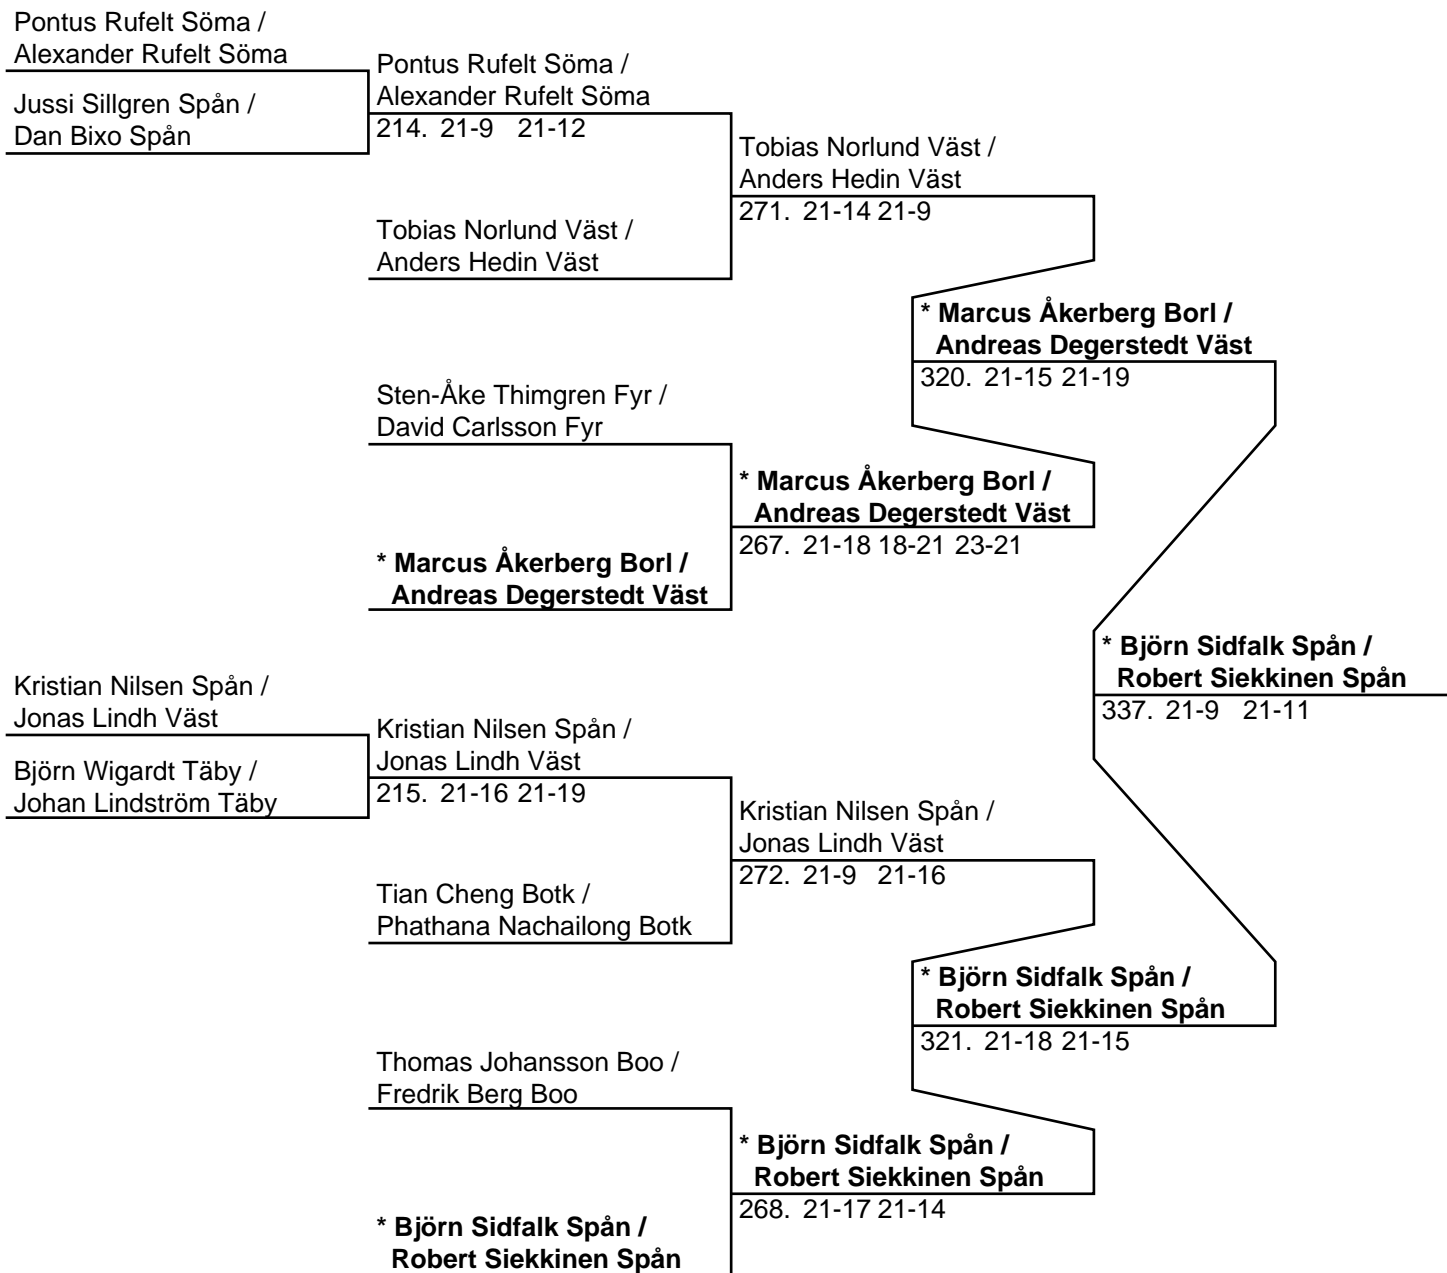 Pontus Rufelt Söma /
Alexander Rufelt Söma
Jussi Sillgren Spån /
Dan Bixo Spån
Pontus Rufelt Söma /
Alexander Rufelt Söma
214. 21-9 21-12
Tobias Norlund Väst /
Anders Hedin Väst
Tobias Norlund Väst /
Anders Hedin Väst
271. 21-14 21-9
* Marcus Åkerberg Borl /
Andreas Degerstedt Väst
320. 21-15 21-19
Sten-Åke Thimgren Fyr /
David Carlsson Fyr
* Marcus Åkerberg Borl /
Andreas Degerstedt Väst
267. 21-18 18-21 23-21
* Marcus Åkerberg Borl /
Andreas Degerstedt Väst
* Björn Sidfalk Spån /
Robert Siekkinen Spån
337. 21-9 21-11
Kristian Nilsen Spån /
Jonas Lindh Väst
Björn Wigardt Täby /
Johan Lindström Täby
Kristian Nilsen Spån /
Jonas Lindh Väst
215. 21-16 21-19
Kristian Nilsen Spån /
Jonas Lindh Väst
272. 21-9 21-16
Tian Cheng Botk /
Phathana Nachailong Botk
* Björn Sidfalk Spån /
Robert Siekkinen Spån
321. 21-18 21-15
Thomas Johansson Boo /
Fredrik Berg Boo
* Björn Sidfalk Spån /
Robert Siekkinen Spån
268. 21-17 21-14
* Björn Sidfalk Spån /
Robert Siekkinen Spån